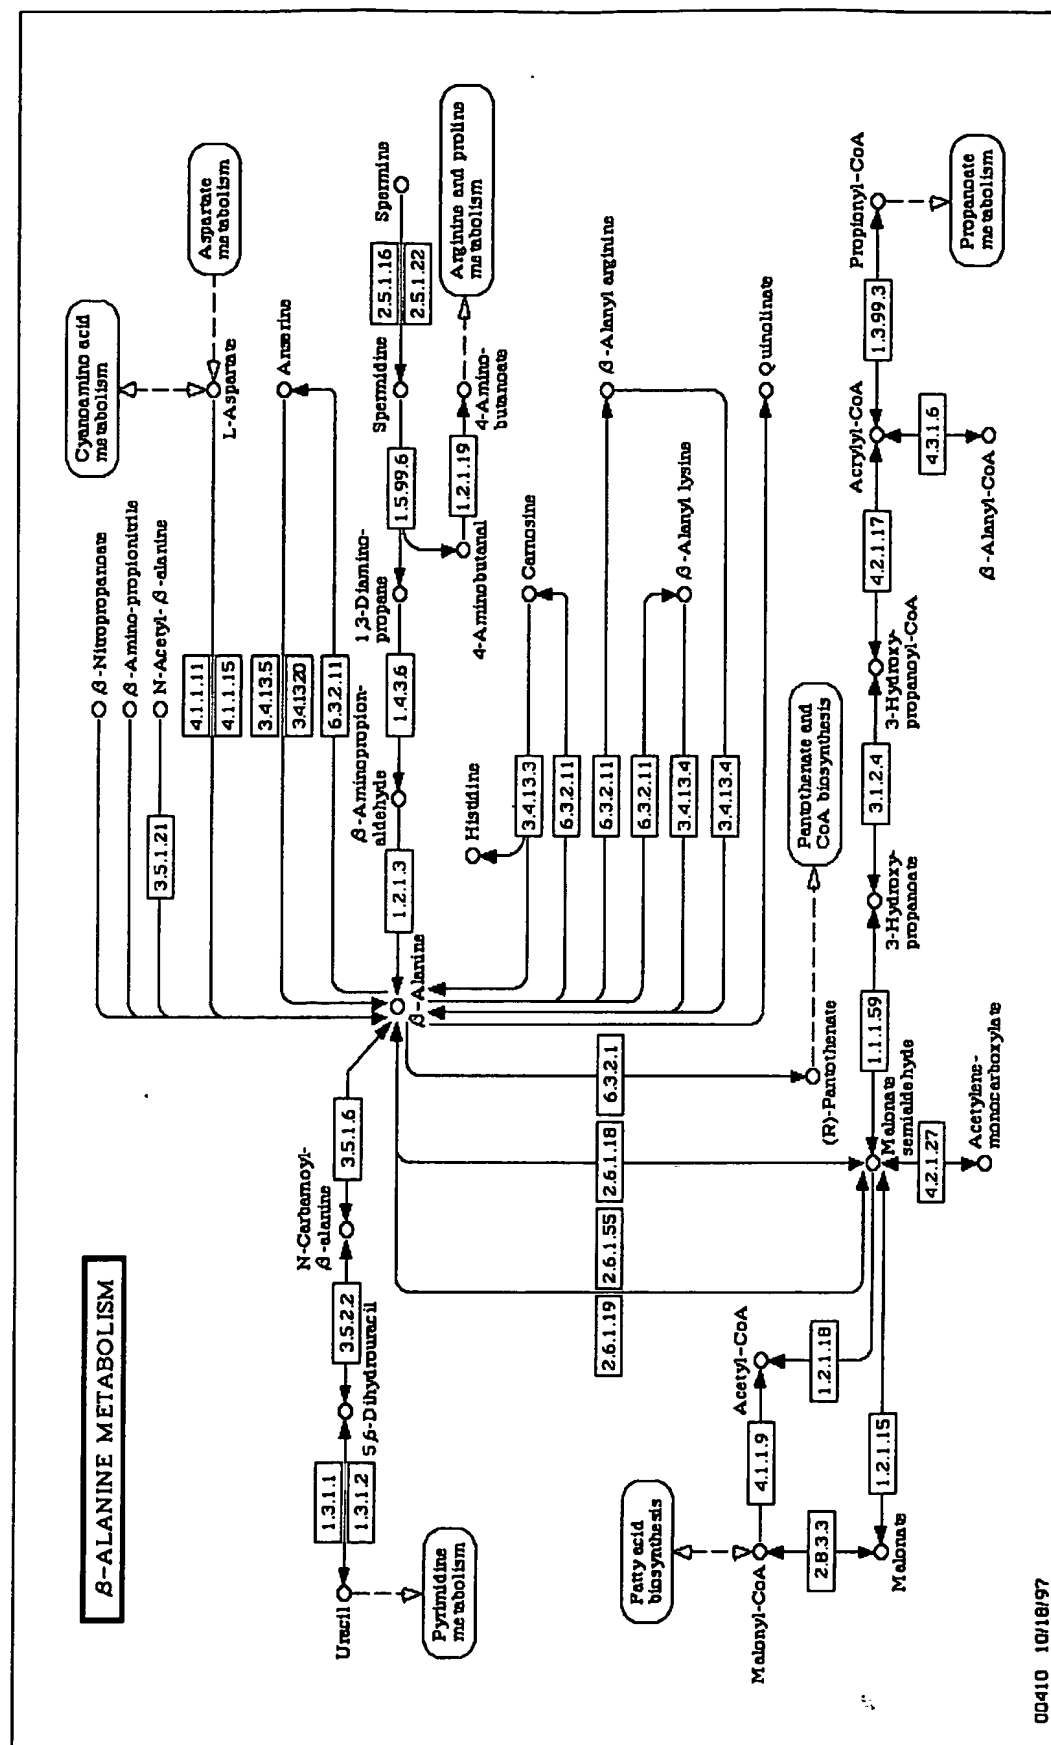 β-ALANINE METABOLISM
Cyanoamino acid
metabolism
Aspartate
metabolism
β-Nitropropanoate
β-Amino-propionitrile
N-Acetyl-β-alanine
3.5.1.21
L-Aspartate
4.1.1.11
4.1.1.15
Anserine
3.4.13.5
3.4.13.20
6.3.2.11
Uracil
1.3.1.1
1.3.1.2
5,6-Dihydrouracil
3.5.2.2
N-Carbamoyl-
β-alanine
3.5.1.6
Pyrimidine
metabolism
β-Alanine
1.2.1.3
β-Aminopropion-
aldehyde
1.4.3.6
1,3-Diamino-
propane
1.5.99.6
Spermidine
2.5.1.16
2.5.1.22
Spermine
4-Aminobutanal
1.2.1.19
4-Amino-
butanoate
Arginine and proline
metabolism
Histidine
3.4.13.3
Carnosine
6.3.2.11
6.3.2.11
β-Alanyl arginine
6.3.2.11
β-Alanyl lysine
3.4.13.4
3.4.13.4
Quinolinate
2.6.1.19
2.6.1.55
2.6.1.18
6.3.2.1
(R)-Pantothenate
Pantothenate and
CoA biosynthesis
Fatty acid
biosynthesis
Malonyl-CoA
4.1.1.9
Acetyl-CoA
1.2.1.18
2.8.3.3
Malonate
1.2.1.15
Malonate
semialdehyde
1.1.1.59
3-Hydroxy-
propanoate
3.1.2.4
3-Hydroxy-
propanoyl-CoA
4.2.1.17
Acrylyl-CoA
1.3.99.3
Propionyl-CoA
4.2.1.27
Acetylene-
monocarboxylate
4.3.1.6
β-Alanyl-CoA
Propanoate
metabolism
00410 10/18/97